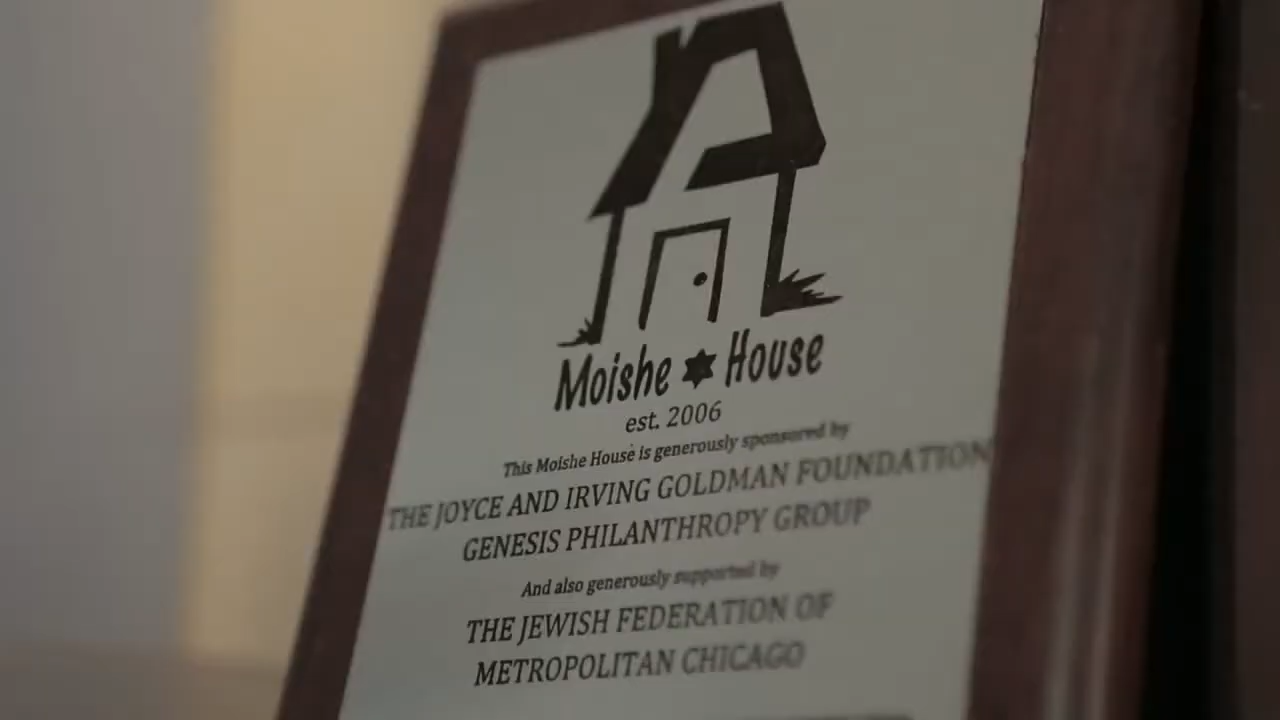 Moishe ✶ House
est. 2006
This Moishe House is generously sponsored by
THE JOYCE AND IRVING GOLDMAN FOUNDATION
GENESIS PHILANTHROPY GROUP
And also generously supported by
THE JEWISH FEDERATION OF
METROPOLITAN CHICAGO